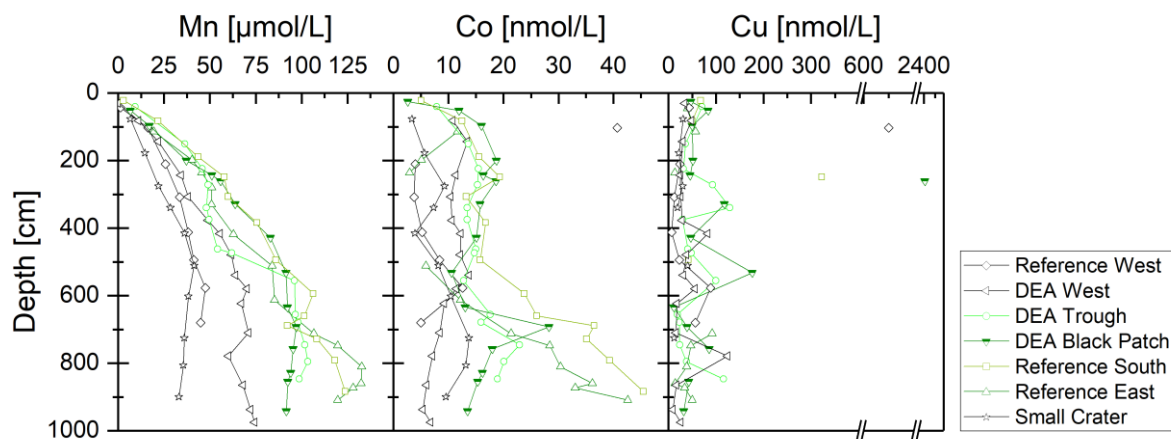 Mn [µmol/L] Co [nmol/L] Cu [nmol/L]
0 25 50 75 100 125 0 10 20 30 40 0 100 200 300 600 2400
0
200
400
600
800
1000
Depth [cm]
Reference West
DEA West
DEA Trough
DEA Black Patch
Reference South
Reference East
Small Crater